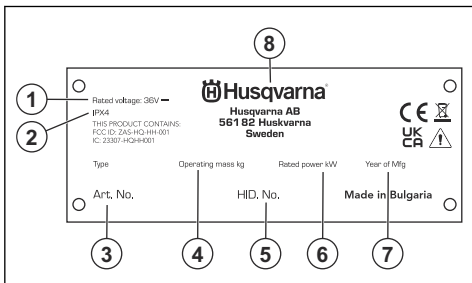 8
Husqvarna
1
Rated voltage: 36V
2
IPX4
THIS PRODUCT CONTAINS:
FCC ID: ZAS-HQ-HH-001
IC: 23307-HQHH001
Husqvarna AB
561 82 Huskvarna
Sweden
CE
UK
CA
Type Operating mass kg Rated power kW Year of Mfg
Art. No. HID. No. Made in Bulgaria
3 4 5 6 7